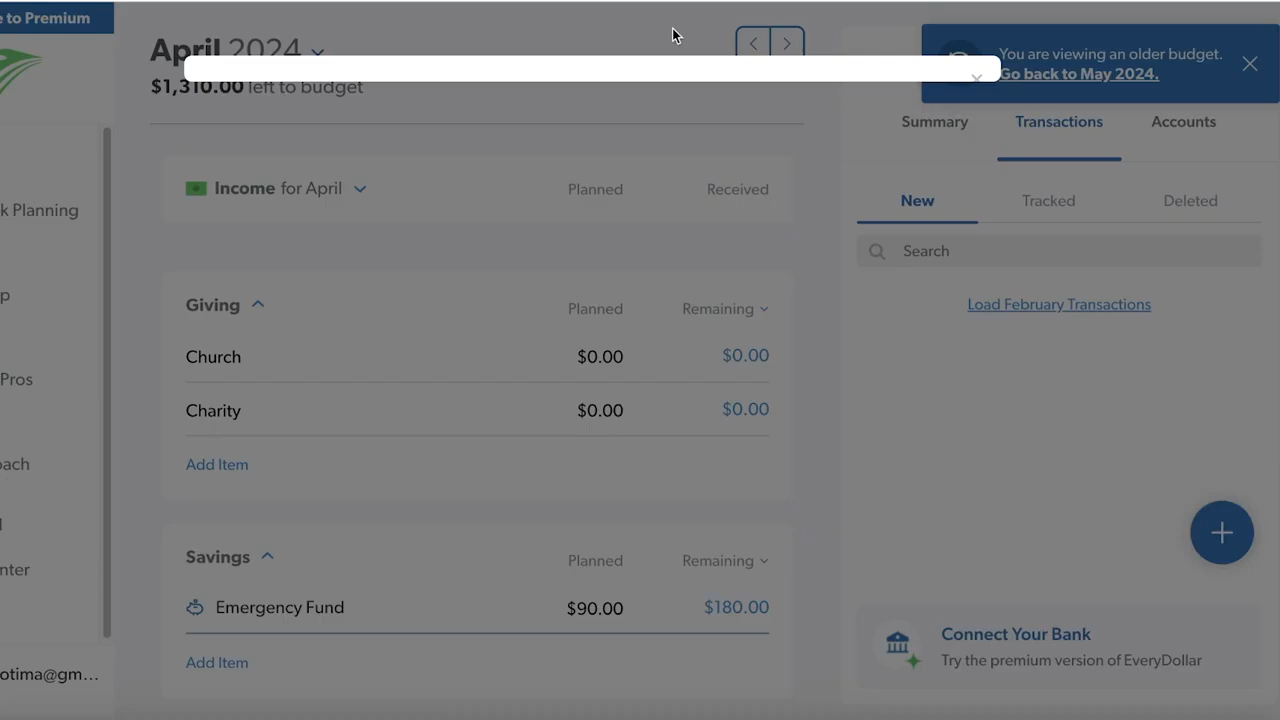 e to Premium
April 2024
$1,310.00 left to budget
You are viewing an older budget.
Go back to May 2024.
Summary Transactions Accounts
k Planning
p
Pros
oach
nter
otima@gm...
Income for April Planned Received
Giving Planned Remaining
Church $0.00 $0.00
Charity $0.00 $0.00
Add Item
Savings Planned Remaining
Emergency Fund $90.00 $180.00
Add Item
New Tracked Deleted
Search
Load February Transactions
Connect Your Bank
Try the premium version of EveryDollar